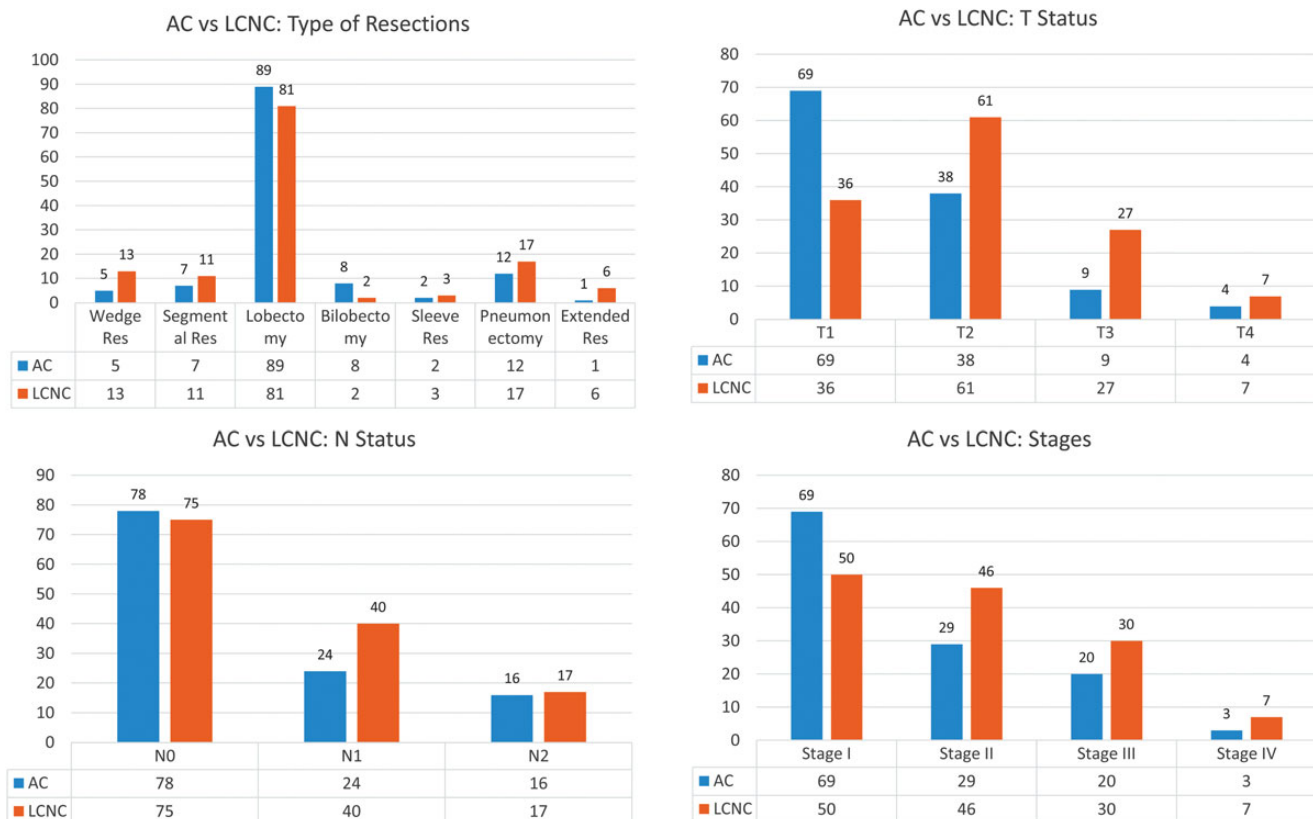 AC vs LCNC: Type of Resections
100
90
80
70
60
50
40
30
20
10
0
5 13 7 11 89 81 8 2 2 3 12 17 1 6
Wedge Segment Lobecto Bilobecto Sleeve Pneumon Extended
Res al Res my my Res ectomy Res
AC 5 7 89 8 2 12 1
LCNC 13 11 81 2 3 17 6
AC vs LCNC: T Status
80
70
60
50
40
30
20
10
0
69 36 38 61 9 27 4 7
T1 T2 T3 T4
AC 69 38 9 4
LCNC 36 61 27 7
AC vs LCNC: N Status
90
80
70
60
50
40
30
20
10
0
78 75 24 40 16 17
N0 N1 N2
AC 78 24 16
LCNC 75 40 17
AC vs LCNC: Stages
80
70
60
50
40
30
20
10
0
69 50 29 46 20 30 3 7
Stage I Stage II Stage III Stage IV
AC 69 29 20 3
LCNC 50 46 30 7